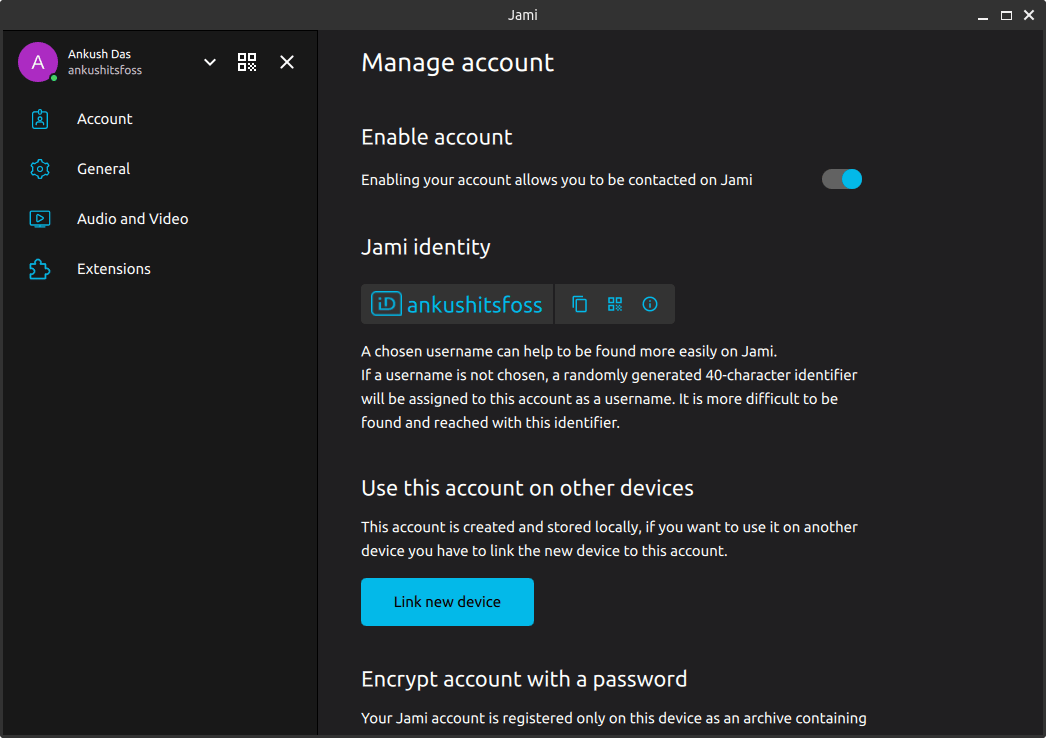 Jami
A
Ankush Das
ankushitsfoss
Account
General
Audio and Video
Extensions
Manage account
Enable account
Enabling your account allows you to be contacted on Jami
Jami identity
iD ankushitsfoss
A chosen username can help to be found more easily on Jami.
If a username is not chosen, a randomly generated 40-character identifier
will be assigned to this account as a username. It is more difficult to be
found and reached with this identifier.
Use this account on other devices
This account is created and stored locally, if you want to use it on another
device you have to link the new device to this account.
Link new device
Encrypt account with a password
Your Jami account is registered only on this device as an archive containing